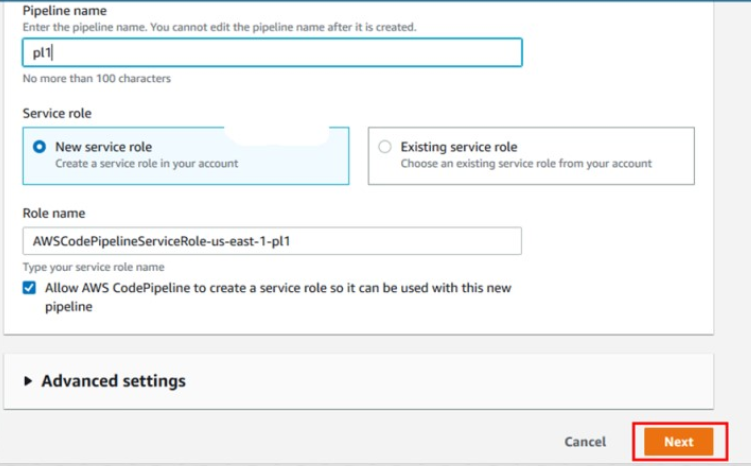 Pipeline name
Enter the pipeline name. You cannot edit the pipeline name after it is created.
pl1
No more than 100 characters
Service role
New service role
Create a service role in your account
Existing service role
Choose an existing service role from your account
Role name
AWSCodePipelineServiceRole-us-east-1-pl1
Type your service role name
Allow AWS CodePipeline to create a service role so it can be used with this new
pipeline
Advanced settings
Cancel
Next